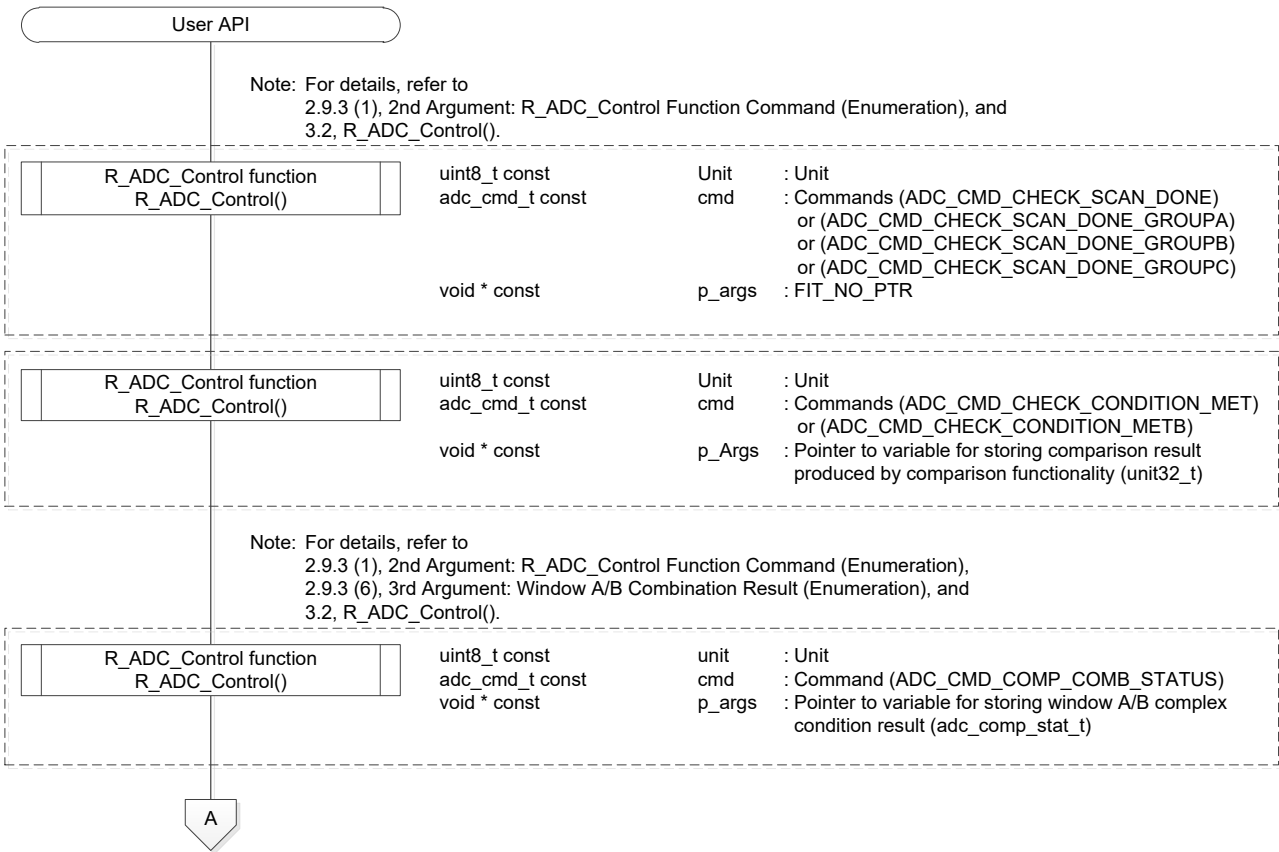 User API
Note: For details, refer to
2.9.3 (1), 2nd Argument: R_ADC_Control Function Command (Enumeration), and
3.2, R_ADC_Control().
R_ADC_Control function
R_ADC_Control()
uint8_t const Unit : Unit
adc_cmd_t const cmd : Commands (ADC_CMD_CHECK_SCAN_DONE)
or (ADC_CMD_CHECK_SCAN_DONE_GROUPA)
or (ADC_CMD_CHECK_SCAN_DONE_GROUPB)
or (ADC_CMD_CHECK_SCAN_DONE_GROUPC)
void * const p_args : FIT_NO_PTR
R_ADC_Control function
R_ADC_Control()
uint8_t const Unit : Unit
adc_cmd_t const cmd : Commands (ADC_CMD_CHECK_CONDITION_MET)
or (ADC_CMD_CHECK_CONDITION_METB)
void * const p_Args : Pointer to variable for storing comparison result
produced by comparison functionality (unit32_t)
Note: For details, refer to
2.9.3 (1), 2nd Argument: R_ADC_Control Function Command (Enumeration),
2.9.3 (6), 3rd Argument: Window A/B Combination Result (Enumeration), and
3.2, R_ADC_Control().
R_ADC_Control function
R_ADC_Control()
uint8_t const unit : Unit
adc_cmd_t const cmd : Command (ADC_CMD_COMP_COMB_STATUS)
void * const p_args : Pointer to variable for storing window A/B complex
condition result (adc_comp_stat_t)
A